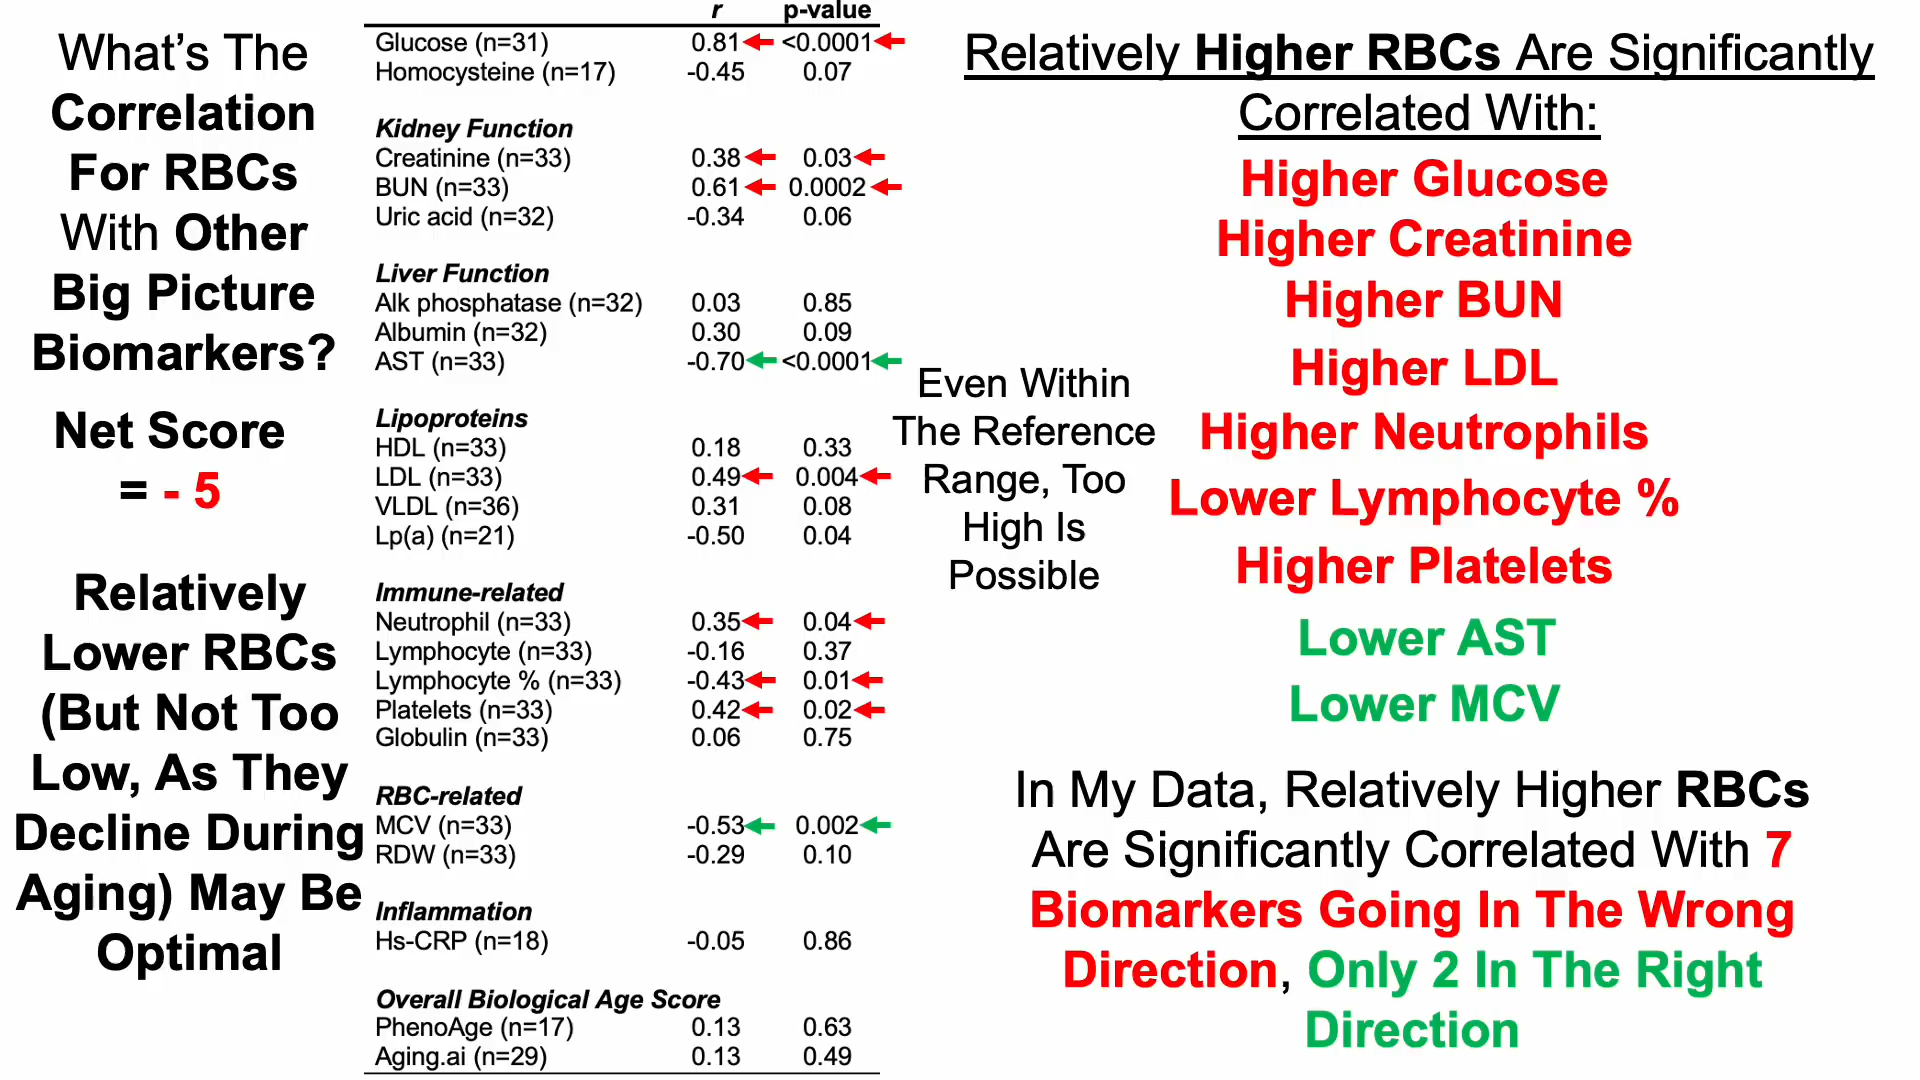 What's The
Correlation
For RBCs
With Other
Big Picture
Biomarkers?
Net Score
= - 5
Relatively
Lower RBCs
(But Not Too
Low, As They
Decline During
Aging) May Be
Optimal
r p-value
Glucose (n=31) 0.81 <0.0001
Homocysteine (n=17) -0.45 0.07
Kidney Function
Creatinine (n=33) 0.38 0.03
BUN (n=33) 0.61 0.0002
Uric acid (n=32) -0.34 0.06
Liver Function
Alk phosphatase (n=32) 0.03 0.85
Albumin (n=32) 0.30 0.09
AST (n=33) -0.70 <0.0001
Lipoproteins
HDL (n=33) 0.18 0.33
LDL (n=33) 0.49 0.004
VLDL (n=36) 0.31 0.08
Lp(a) (n=21) -0.50 0.04
Immune-related
Neutrophil (n=33) 0.35 0.04
Lymphocyte (n=33) -0.16 0.37
Lymphocyte % (n=33) -0.43 0.01
Platelets (n=33) 0.42 0.02
Globulin (n=33) 0.06 0.75
RBC-related
MCV (n=33) -0.53 0.002
RDW (n=33) -0.29 0.10
Inflammation
Hs-CRP (n=18) -0.05 0.86
Overall Biological Age Score
PhenoAge (n=17) 0.13 0.63
Aging.ai (n=29) 0.13 0.49
Even Within
The Reference
Range, Too
High Is
Possible
Relatively Higher RBCs Are Significantly
Correlated With:
Higher Glucose
Higher Creatinine
Higher BUN
Higher LDL
Higher Neutrophils
Lower Lymphocyte %
Higher Platelets
Lower AST
Lower MCV
In My Data, Relatively Higher RBCs
Are Significantly Correlated With 7
Biomarkers Going In The Wrong
Direction, Only 2 In The Right
Direction